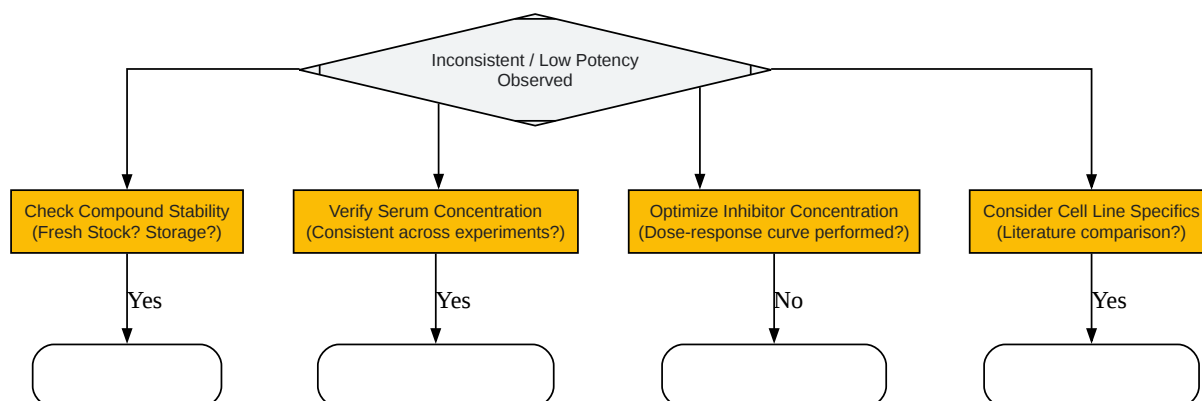 Inconsistent / Low Potency
Observed
Check Compound Stability
(Fresh Stock? Storage?)
Verify Serum Concentration
(Consistent across experiments?)
Optimize Inhibitor Concentration
(Dose-response curve performed?)
Consider Cell Line Specifics
(Literature comparison?)
Yes
Yes
No
Yes